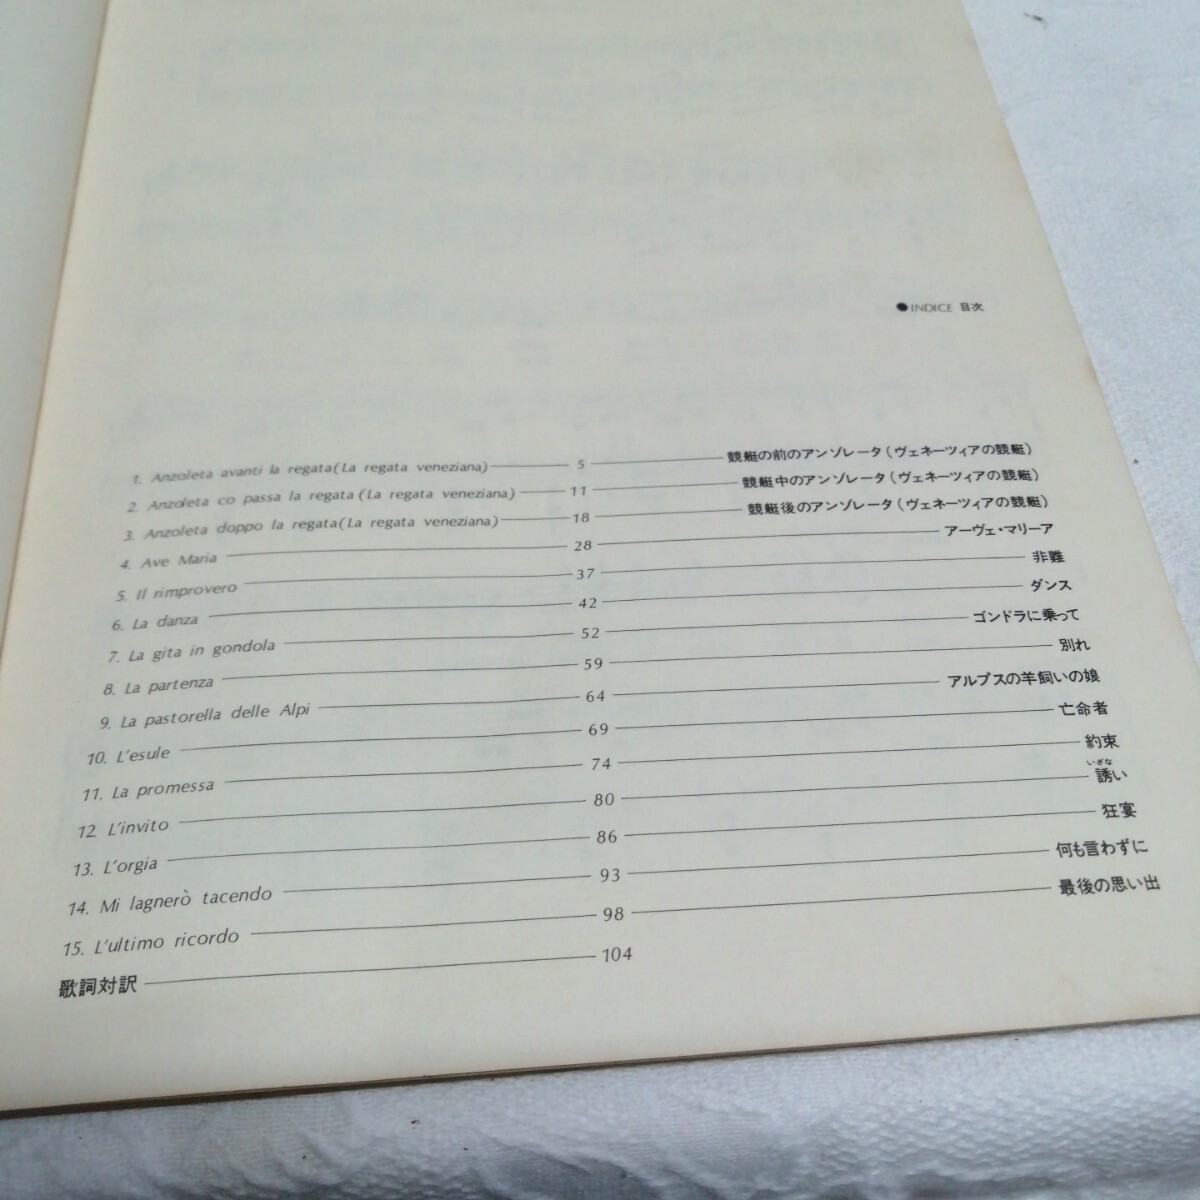 ●INDICE 目次
1. Anzoleta avanti la regata(La regata veneziana) 5 競艇の前のアンゾレータ(ヴェネーツィアの競艇)
2. Anzoleta co passa la regata(La regata veneziana) 11 競艇中のアンゾレータ(ヴェネーツィアの競艇)
3. Anzoleta doppo la regata(La regata veneziana) 18 競艇後のアンゾレータ(ヴェネーツィアの競艇)
4. Ave Maria 28 アーヴェ・マリーア
5. Il rimprovero 37 非難
6. La danza 42 ダンス
7. La gita in gondola 52 ゴンドラに乗って
8. La partenza 59 別れ
9. La pastorella delle Alpi 64 アルプスの羊飼いの娘
10. L'esule 69 亡命者
11. La promessa 74 約束
12. L'invito 80 誘い
いざな
13. L'orgia 86 狂宴
14. Mi lagnerò tacendo 93 何も言わずに
15. L'ultimo ricordo 98 最後の思い出
歌詞対訳 104